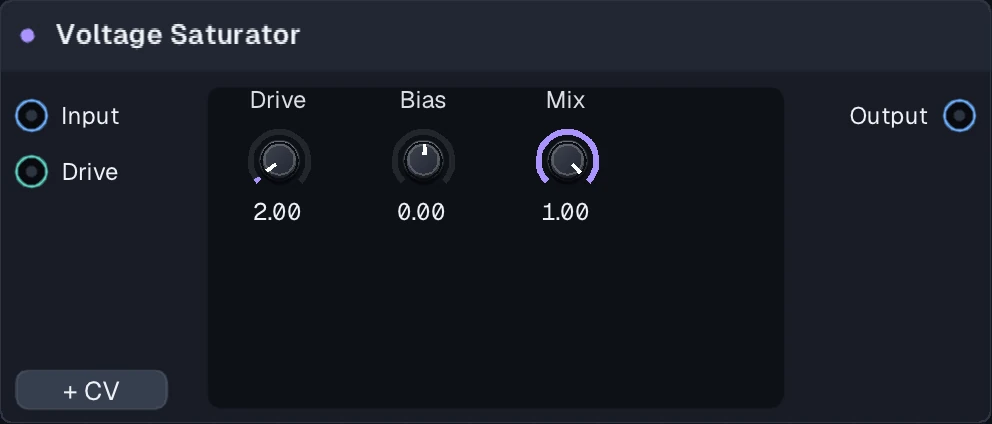 Voltage Saturator
Input
Drive
Drive Bias Mix
2.00 0.00 1.00
Output
+ CV